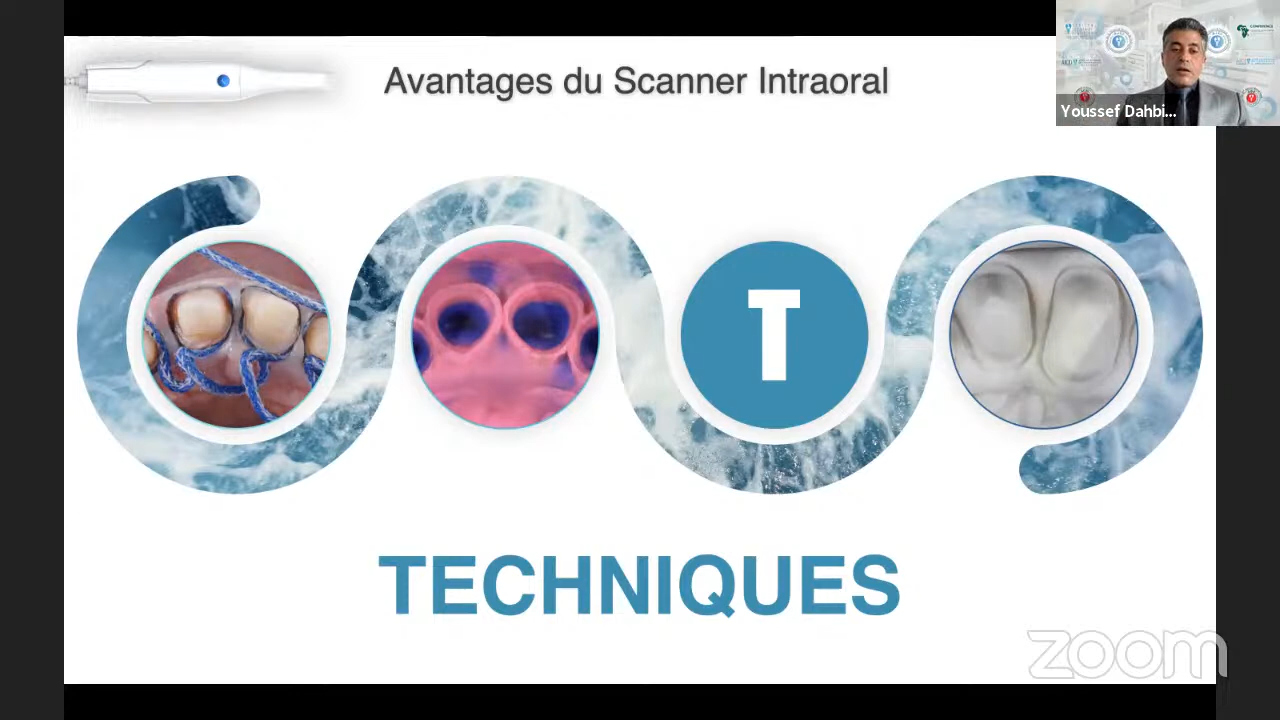 Avantages du Scanner Intraoral
Youssef Dahbi...
T
TECHNIQUES
zoom